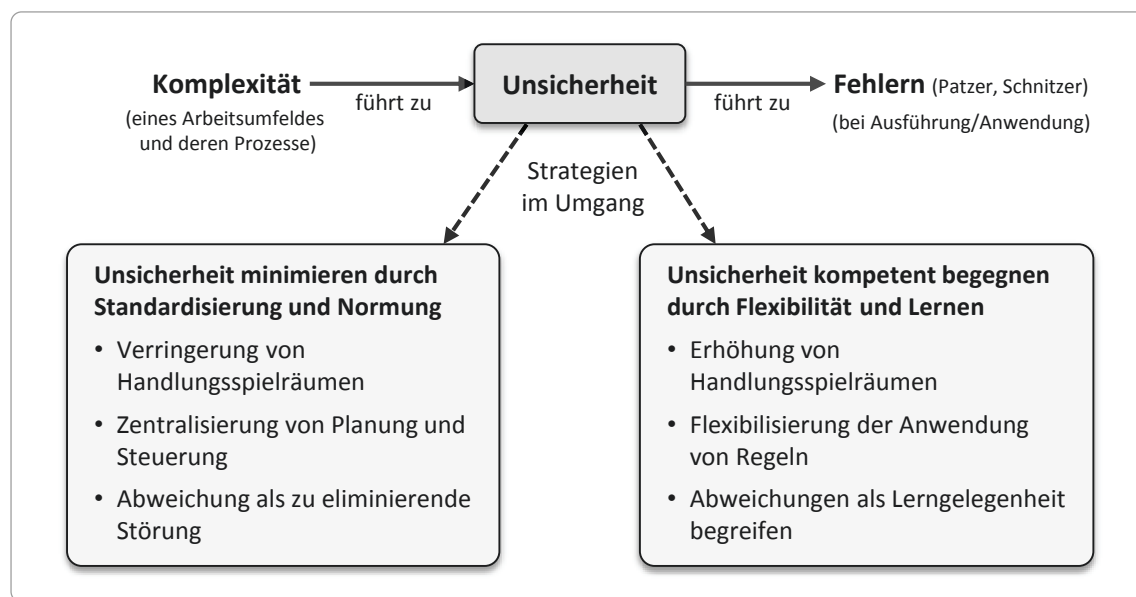 Komplexität
(eines Arbeitsumfeldes
und deren Prozesse)
führt zu
Unsicherheit
führt zu
Fehlern (Patzer, Schnitzer)
(bei Ausführung/Anwendung)
Strategien
im Umgang
Unsicherheit minimieren durch
Standardisierung und Normung
• Verringerung von
Handlungsspielräumen
• Zentralisierung von Planung und
Steuerung
• Abweichung als zu eliminierende
Störung
Unsicherheit kompetent begegnen
durch Flexibilität und Lernen
• Erhöhung von
Handlungsspielräumen
• Flexibilisierung der Anwendung
von Regeln
• Abweichungen als Lerngelegenheit
begreifen